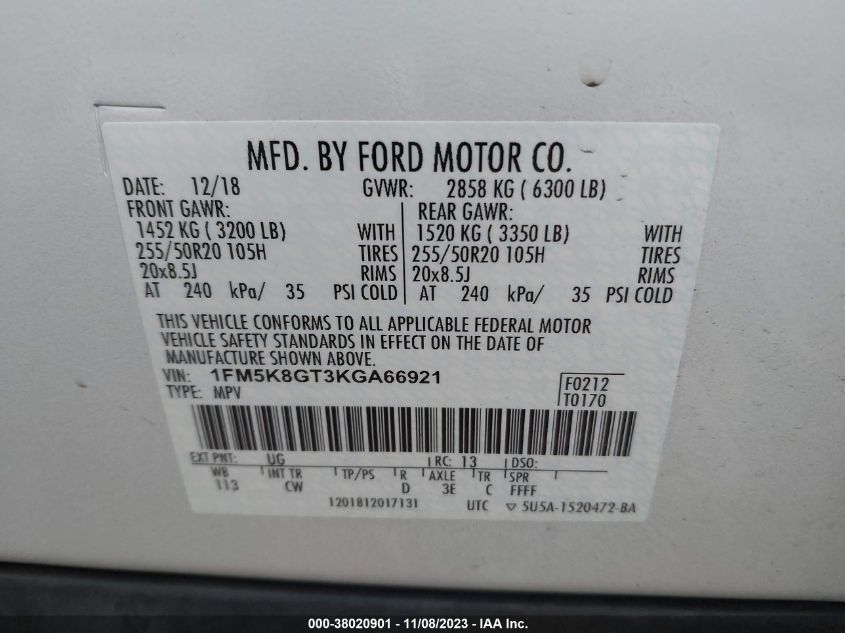 MFD. BY FORD MOTOR CO.
DATE: 12/18 GVWR: 2858 KG ( 6300 LB)
FRONT GAWR: REAR GAWR:
1452 KG ( 3200 LB) WITH 1520 KG ( 3350 LB) WITH
255/50R20 105H TIRES 255/50R20 105H TIRES
20x8.5J RIMS 20x8.5J RIMS
AT 240 kPa/ 35 PSI COLD AT 240 kPa/ 35 PSI COLD
THIS VEHICLE CONFORMS TO ALL APPLICABLE FEDERAL MOTOR
VEHICLE SAFETY STANDARDS IN EFFECT ON THE DATE OF
MANUFACTURE SHOWN ABOVE.
VIN: 1FM5K8GT3KGA66921 F0212
TYPE: MPV T0170
EXT PNT: UG RC: 13 DSO:
WB INT TR TP/PS R AXLE TR SPR
113 CW D 3E C FFFF
1201812017131 UTC ▽ 5U5A-1520472-BA
000-38020901 - 11/08/2023 - IAA Inc.